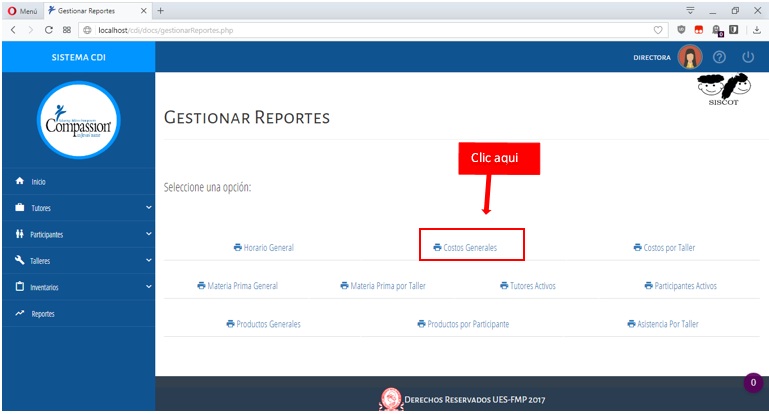 Menú
Gestionar Reportes
localhost/cdi/docs/gestionarReportes.php
SISTEMA CDI
DIRECTORA
SISCOT
Compassion
GESTIONAR REPORTES
Clic aqui
Seleccione una opción:
Inicio
Tutores
Participantes
Talleres
Inventarios
Reportes
Horario General
Costos Generales
Costos por Taller
Materia Prima General
Materia Prima por Taller
Tutores Activos
Participantes Activos
Productos Generales
Productos por Participante
Asistencia Por Taller
0
DERECHOS RESERVADOS UES-FMP 2017